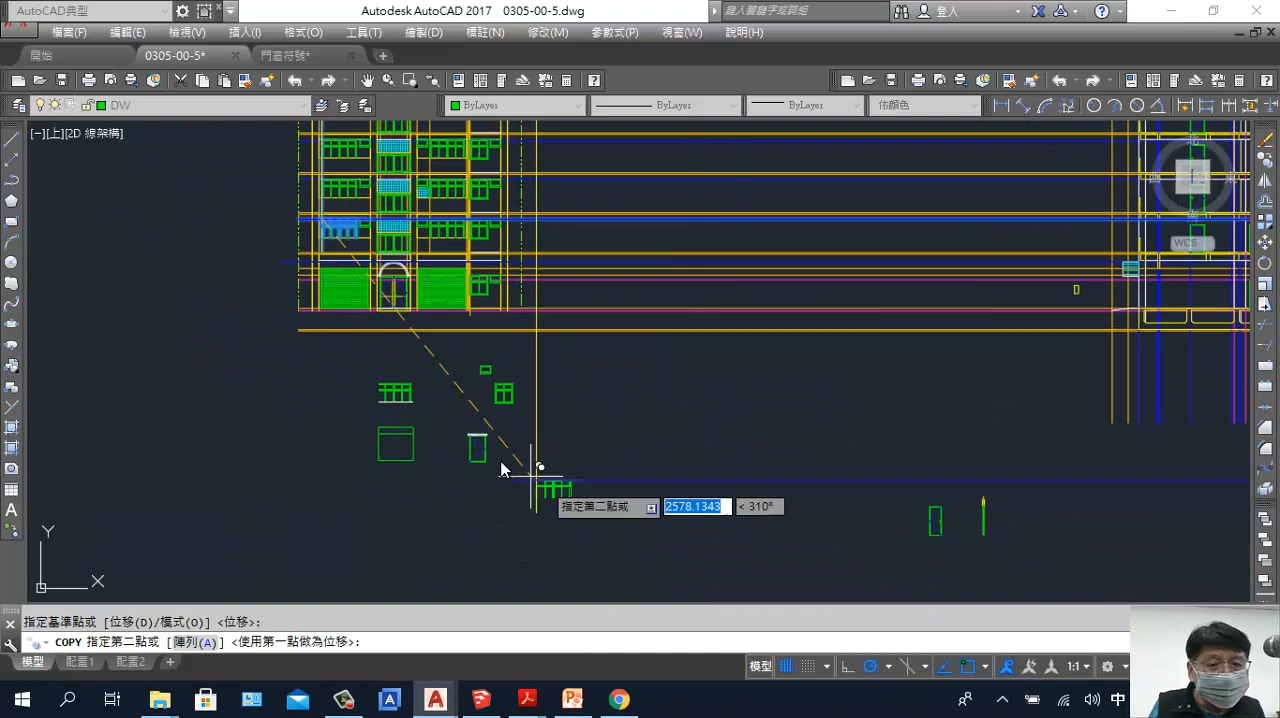 AutoCAD典型
Autodesk AutoCAD 2017 0305-00-5.dwg
鍵入關鍵字或詞組
登入
檔案(F) 編輯(E) 檢視(V) 插入(I) 格式(O) 工具(T) 繪製(D) 標註(N) 修改(M) 參數式(P) 視窗(W) 說明(H)
開始 0305-00-5* 門窗符號*
DW ByLayer ByLayer ByLayer 依顏色
[−][上][2D 線架構]
WCS
指定第二點或 2578.1343 < 310°
Y
X
指定基準點或 [位移(D)/模式(O)] <位移>:
COPY 指定第二點或 [陣列(A)] <使用第一點做為位移>:
模型 配置1 配置2 +
模型 1:1
中